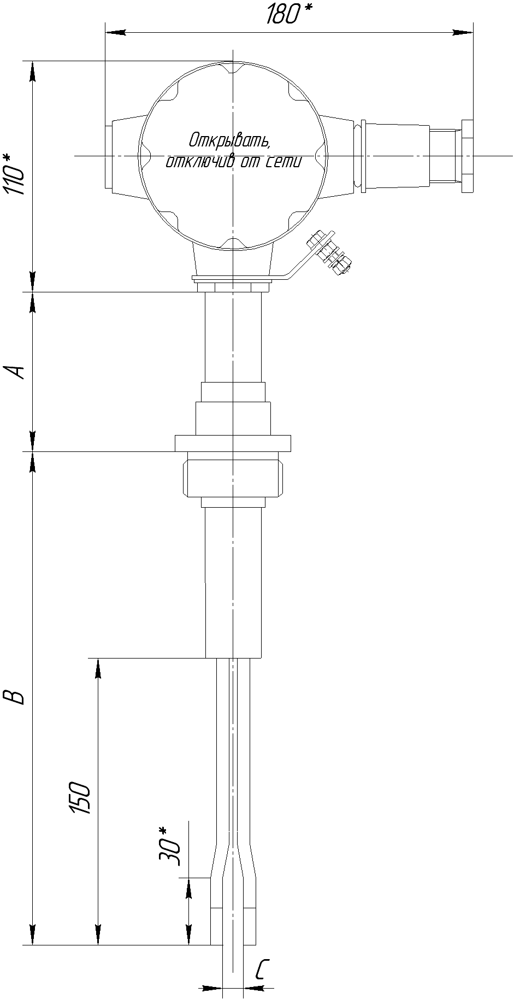 180*
110*
Открывать,
отключив от сети
A
B
150
30*
C